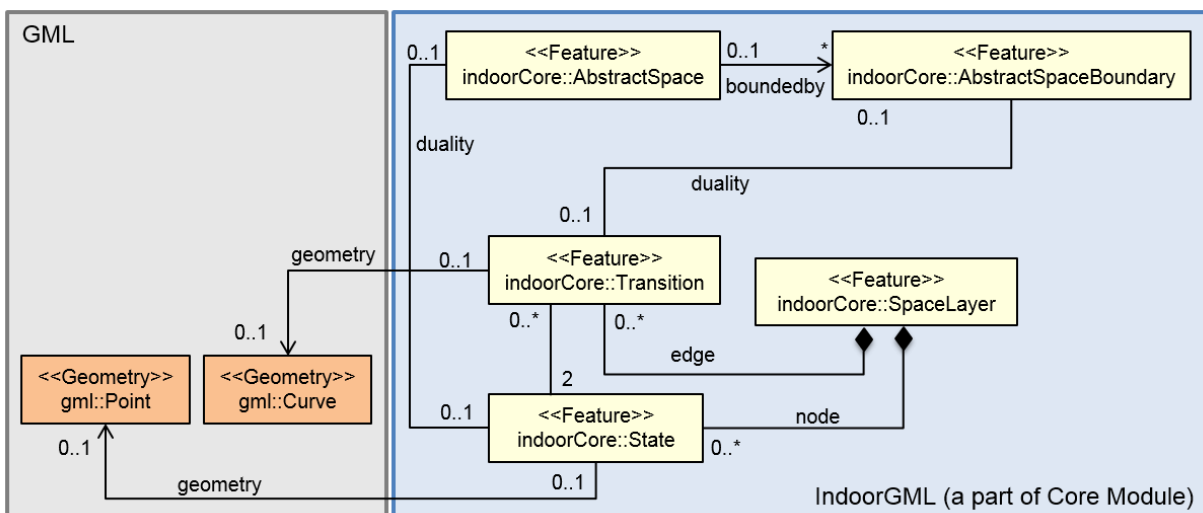 GML
0..1
<<Feature>>
indoorCore::AbstractSpace
0..1
*
boundedby
<<Feature>>
indoorCore::AbstractSpaceBoundary
0..1
duality
duality
0..1
geometry
0..1
<<Feature>>
indoorCore::Transition
<<Feature>>
indoorCore::SpaceLayer
0..*
0..*
0..1
edge
<<Geometry>>
gml::Point
<<Geometry>>
gml::Curve
2
0..1
<<Feature>>
indoorCore::State
node
0..*
0..1
geometry
0..1
IndoorGML (a part of Core Module)